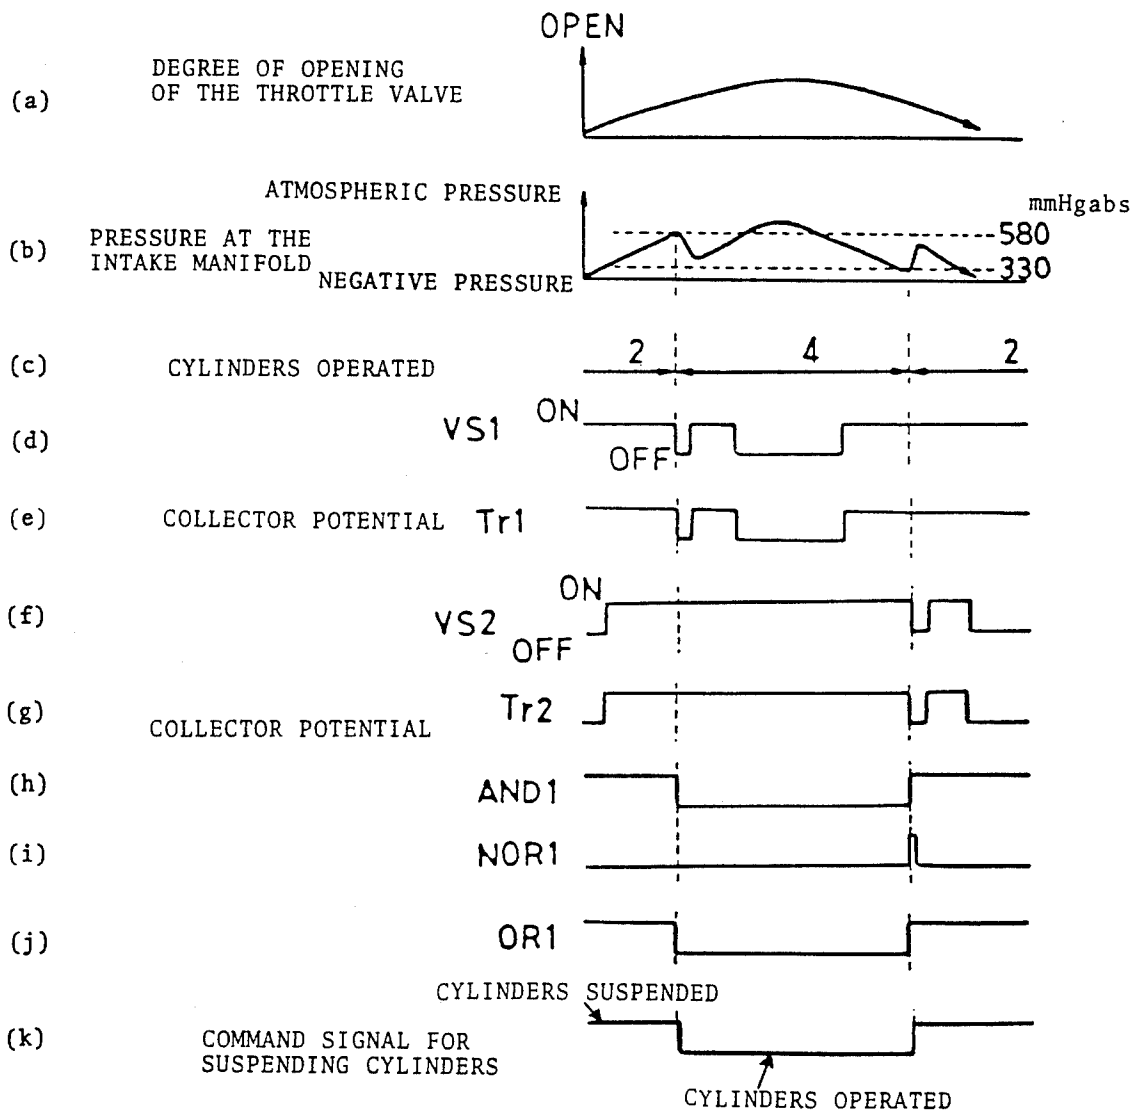 OPEN
(a) DEGREE OF OPENING
OF THE THROTTLE VALVE
ATMOSPHERIC PRESSURE
mmHgabs
(b) PRESSURE AT THE
INTAKE MANIFOLD
580
330
NEGATIVE PRESSURE
(c) CYLINDERS OPERATED
2 4 2
(d) VS1 ON
OFF
(e) COLLECTOR POTENTIAL Tr1
(f) VS2 ON
OFF
(g) COLLECTOR POTENTIAL Tr2
(h) AND1
(i) NOR1
(j) OR1
CYLINDERS SUSPENDED
(k) COMMAND SIGNAL FOR
SUSPENDING CYLINDERS
CYLINDERS OPERATED